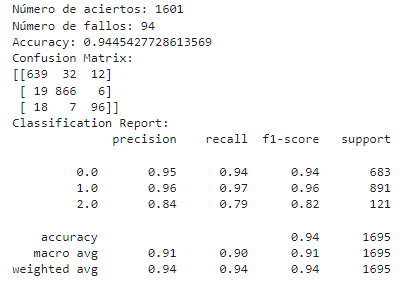 Número de aciertos: 1601
Número de fallos: 94
Accuracy: 0.9445427728613569
Confusion Matrix:
[[639  32  12]
 [ 19 866   6]
 [ 18   7  96]]
Classification Report:
              precision    recall  f1-score   support

         0.0       0.95      0.94      0.94       683
         1.0       0.96      0.97      0.96       891
         2.0       0.84      0.79      0.82       121

    accuracy                           0.94      1695
   macro avg       0.91      0.90      0.91      1695
weighted avg       0.94      0.94      0.94      1695